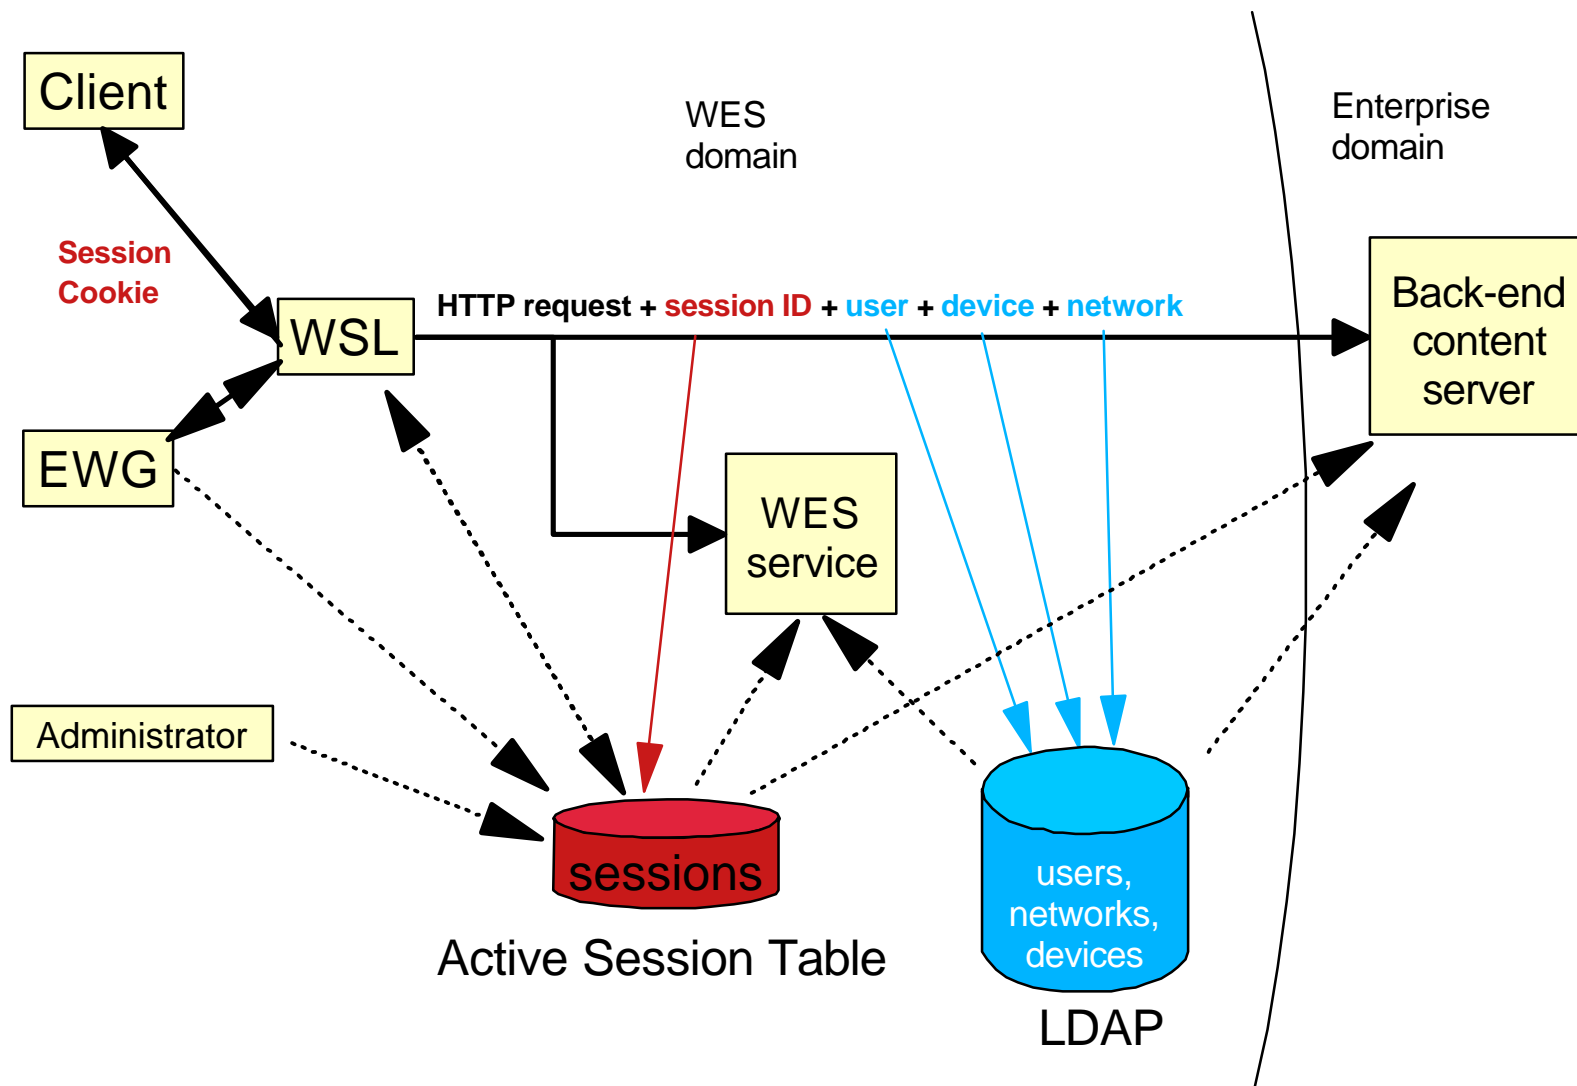 Client
WES
domain
Enterprise
domain
Session
Cookie
HTTP request + session ID + user + device + network
WSL
Back-end
content
server
EWG
WES
service
Administrator
sessions
users,
networks,
devices
Active Session Table
LDAP